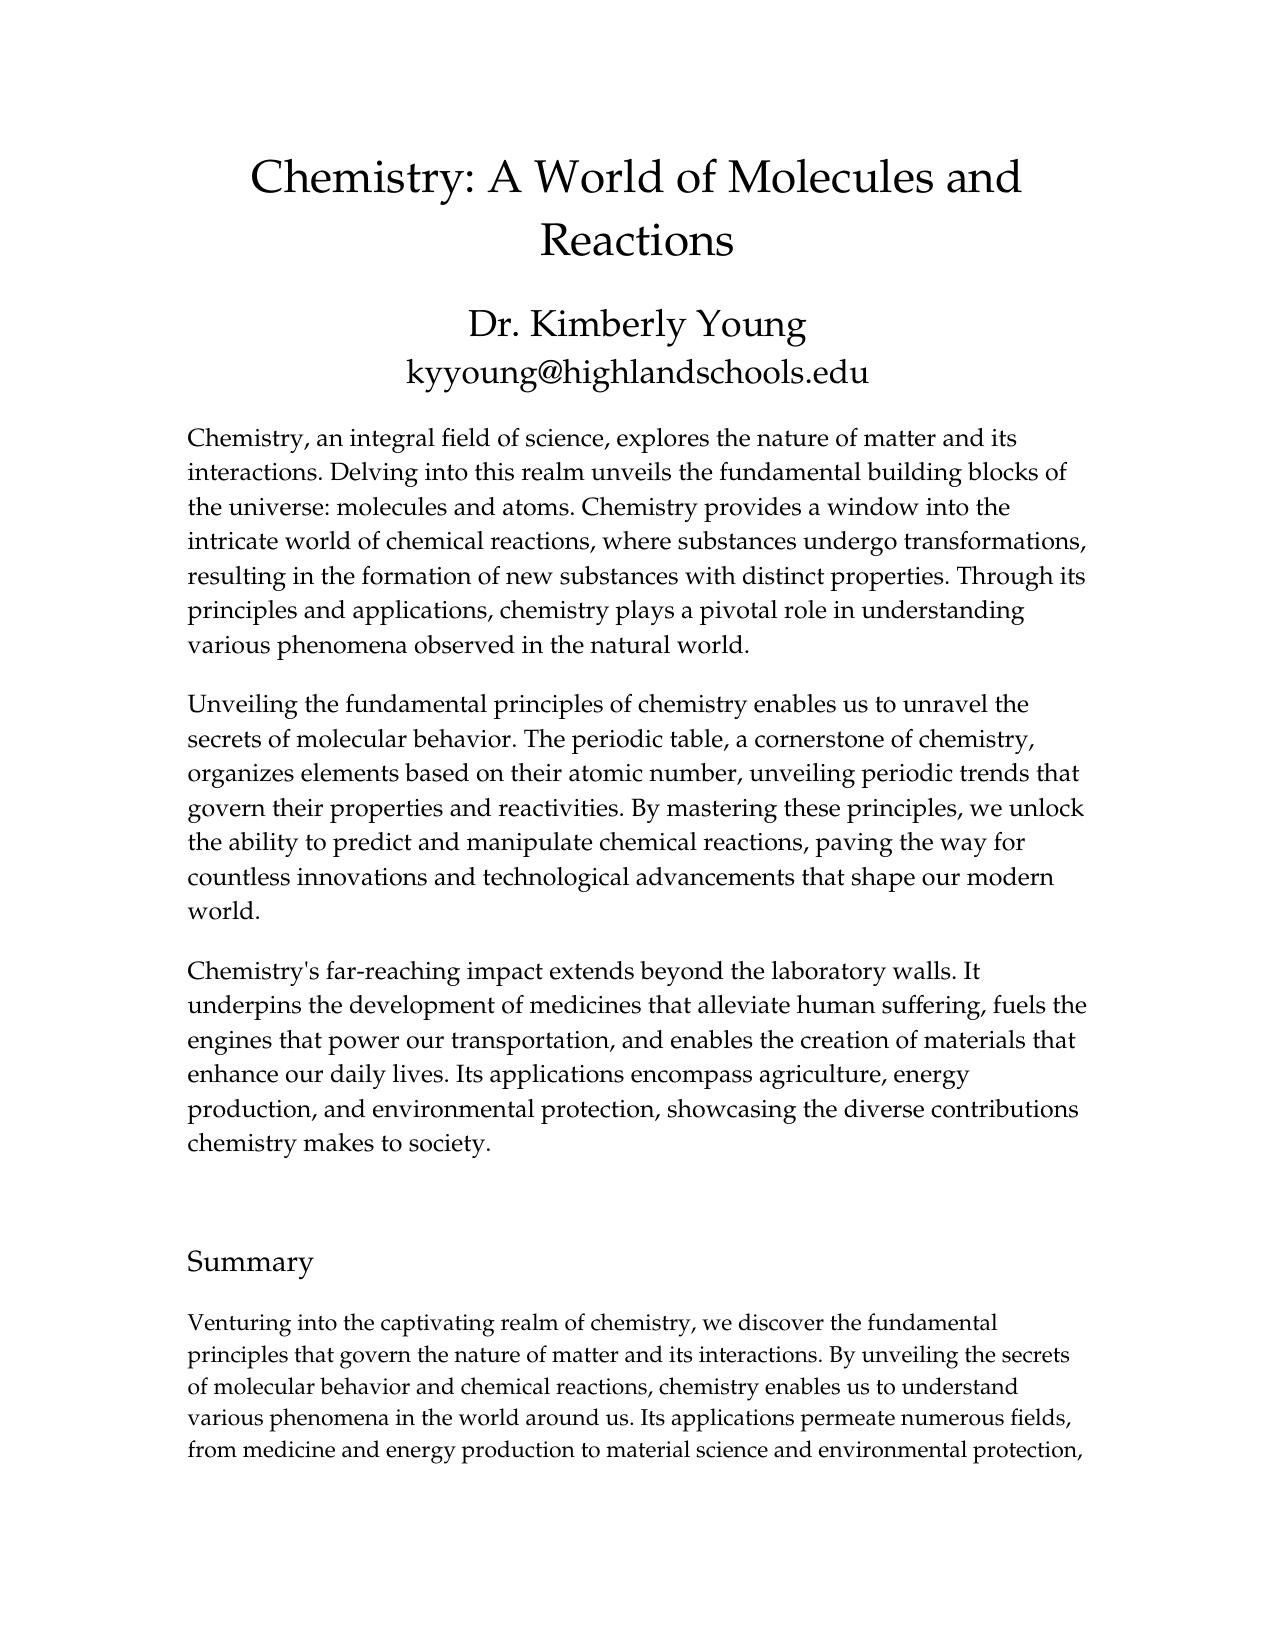 Chemistry: A World of Molecules and
Reactions
Dr. Kimberly Young
kyyoung@highlandschools.edu
Chemistry, an integral field of science, explores the nature of matter and its
interactions. Delving into this realm unveils the fundamental building blocks of
the universe: molecules and atoms. Chemistry provides a window into the
intricate world of chemical reactions, where substances undergo transformations,
resulting in the formation of new substances with distinct properties. Through its
principles and applications, chemistry plays a pivotal role in understanding
various phenomena observed in the natural world.
Unveiling the fundamental principles of chemistry enables us to unravel the
secrets of molecular behavior. The periodic table, a cornerstone of chemistry,
organizes elements based on their atomic number, unveiling periodic trends that
govern their properties and reactivities. By mastering these principles, we unlock
the ability to predict and manipulate chemical reactions, paving the way for
countless innovations and technological advancements that shape our modern
world.
Chemistry's far-reaching impact extends beyond the laboratory walls. It
underpins the development of medicines that alleviate human suffering, fuels the
engines that power our transportation, and enables the creation of materials that
enhance our daily lives. Its applications encompass agriculture, energy
production, and environmental protection, showcasing the diverse contributions
chemistry makes to society.
Summary
Venturing into the captivating realm of chemistry, we discover the fundamental
principles that govern the nature of matter and its interactions. By unveiling the secrets
of molecular behavior and chemical reactions, chemistry enables us to understand
various phenomena in the world around us. Its applications permeate numerous fields,
from medicine and energy production to material science and environmental protection,